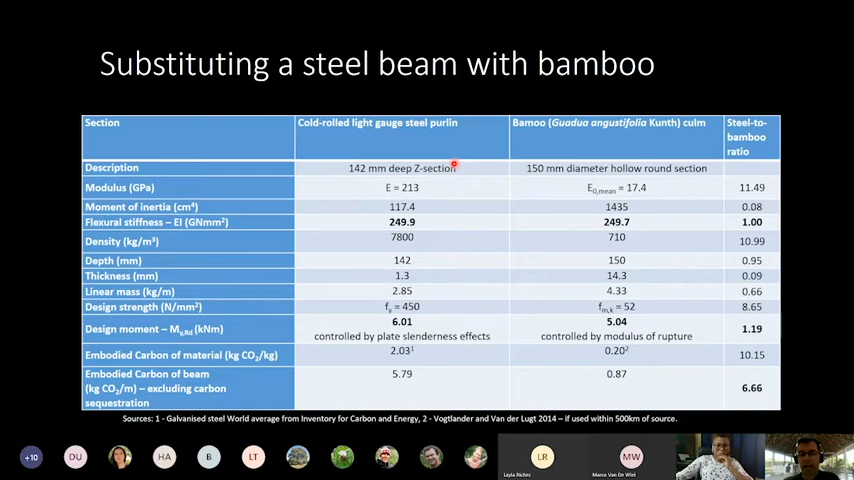 Substituting a steel beam with bamboo
Section Cold-rolled light gauge steel purlin Bamoo (Guadua angustifolia Kunth) culm Steel-to-
bamboo
ratio
Description 142 mm deep Z-section 150 mm diameter hollow round section
Modulus (GPa) E = 213 E0,mean = 17.4 11.49
Moment of inertia (cm⁴) 117.4 1435 0.08
Flexural stiffness – EI (GNmm²) 249.9 249.7 1.00
Density (kg/m³) 7800 710 10.99
Depth (mm) 142 150 0.95
Thickness (mm) 1.3 14.3 0.09
Linear mass (kg/m) 2.85 4.33 0.66
Design strength (N/mm²) fy = 450 fm,k = 52 8.65
Design moment – My,Rd (kNm) 6.01 5.04 1.19
controlled by plate slenderness effects controlled by modulus of rupture
Embodied Carbon of material (kg CO₂/kg) 2.03¹ 0.20² 10.15
Embodied Carbon of beam 5.79 0.87
(kg CO₂/m) – excluding carbon 6.66
sequestration
Sources: 1 - Galvanised steel World average from Inventory for Carbon and Energy, 2 - Vogtlander and Van der Lugt 2014 – if used within 500km of source.
+10 DU HA B LT LR MW
Layla Riches Marco Van De Wiel